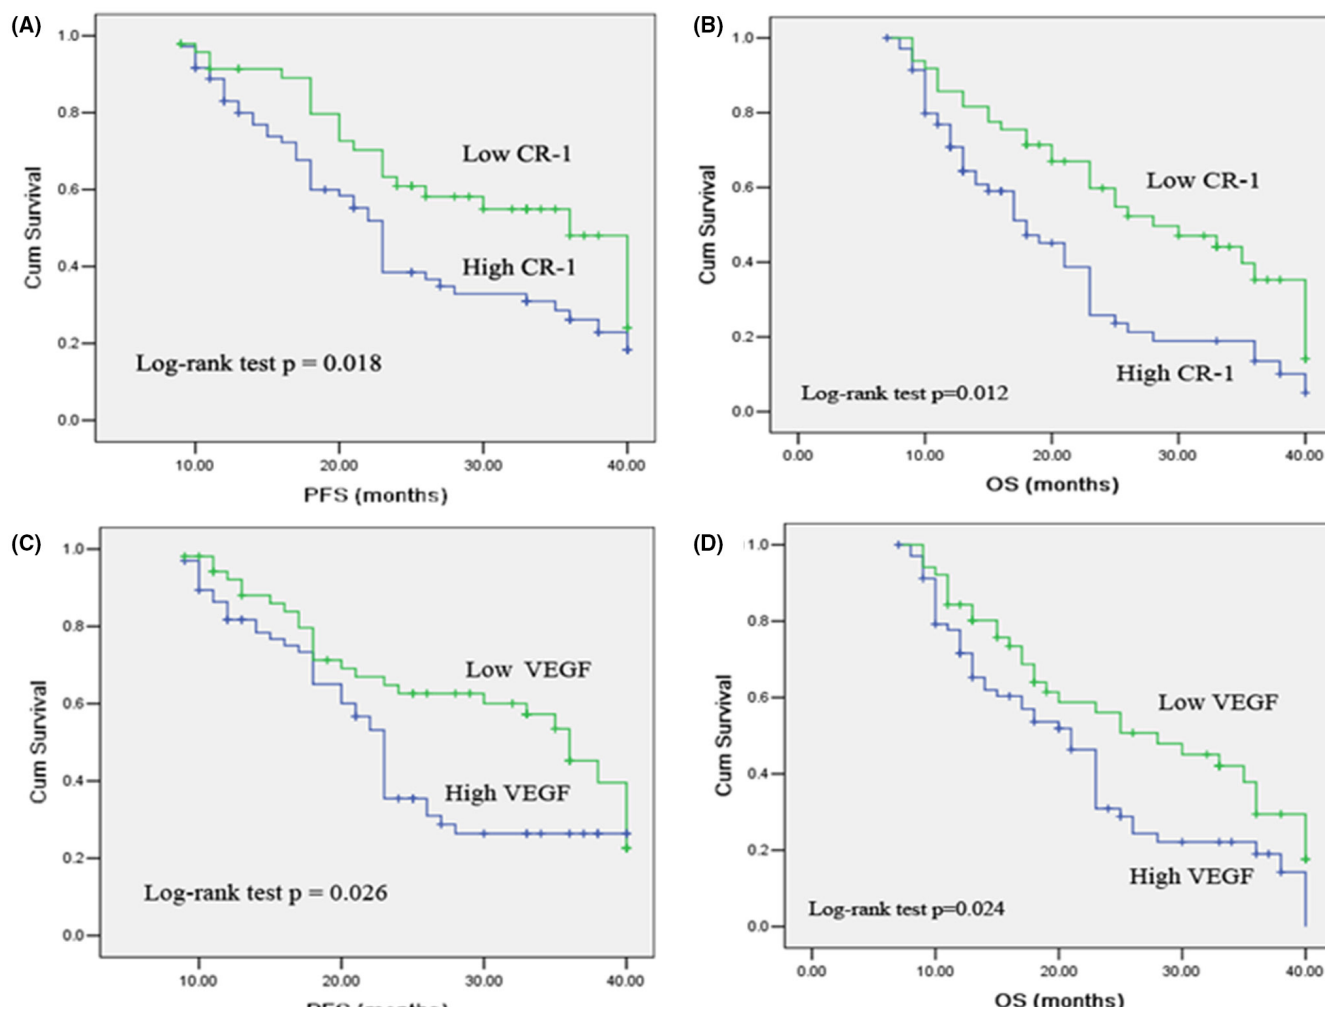 (A)
1.0
0.8
0.6
0.4
0.2
0.0
Cum Survival
Low CR-1
High CR-1
Log-rank test p = 0.018
10.00 20.00 30.00 40.00
PFS (months)
(B)
1.0
0.8
0.6
0.4
0.2
0.0
Cum Survival
Low CR-1
High CR-1
Log-rank test p=0.012
0.00 10.00 20.00 30.00 40.00
OS (months)
(C)
1.0
0.8
0.6
0.4
0.2
0.0
Cum Survival
Low VEGF
High VEGF
Log-rank test p = 0.026
10.00 20.00 30.00 40.00
PFS (months)
(D)
1.0
0.8
0.6
0.4
0.2
0.0
Cum Survival
Low VEGF
High VEGF
Log-rank test p=0.024
0.00 10.00 20.00 30.00 40.00
OS (months)